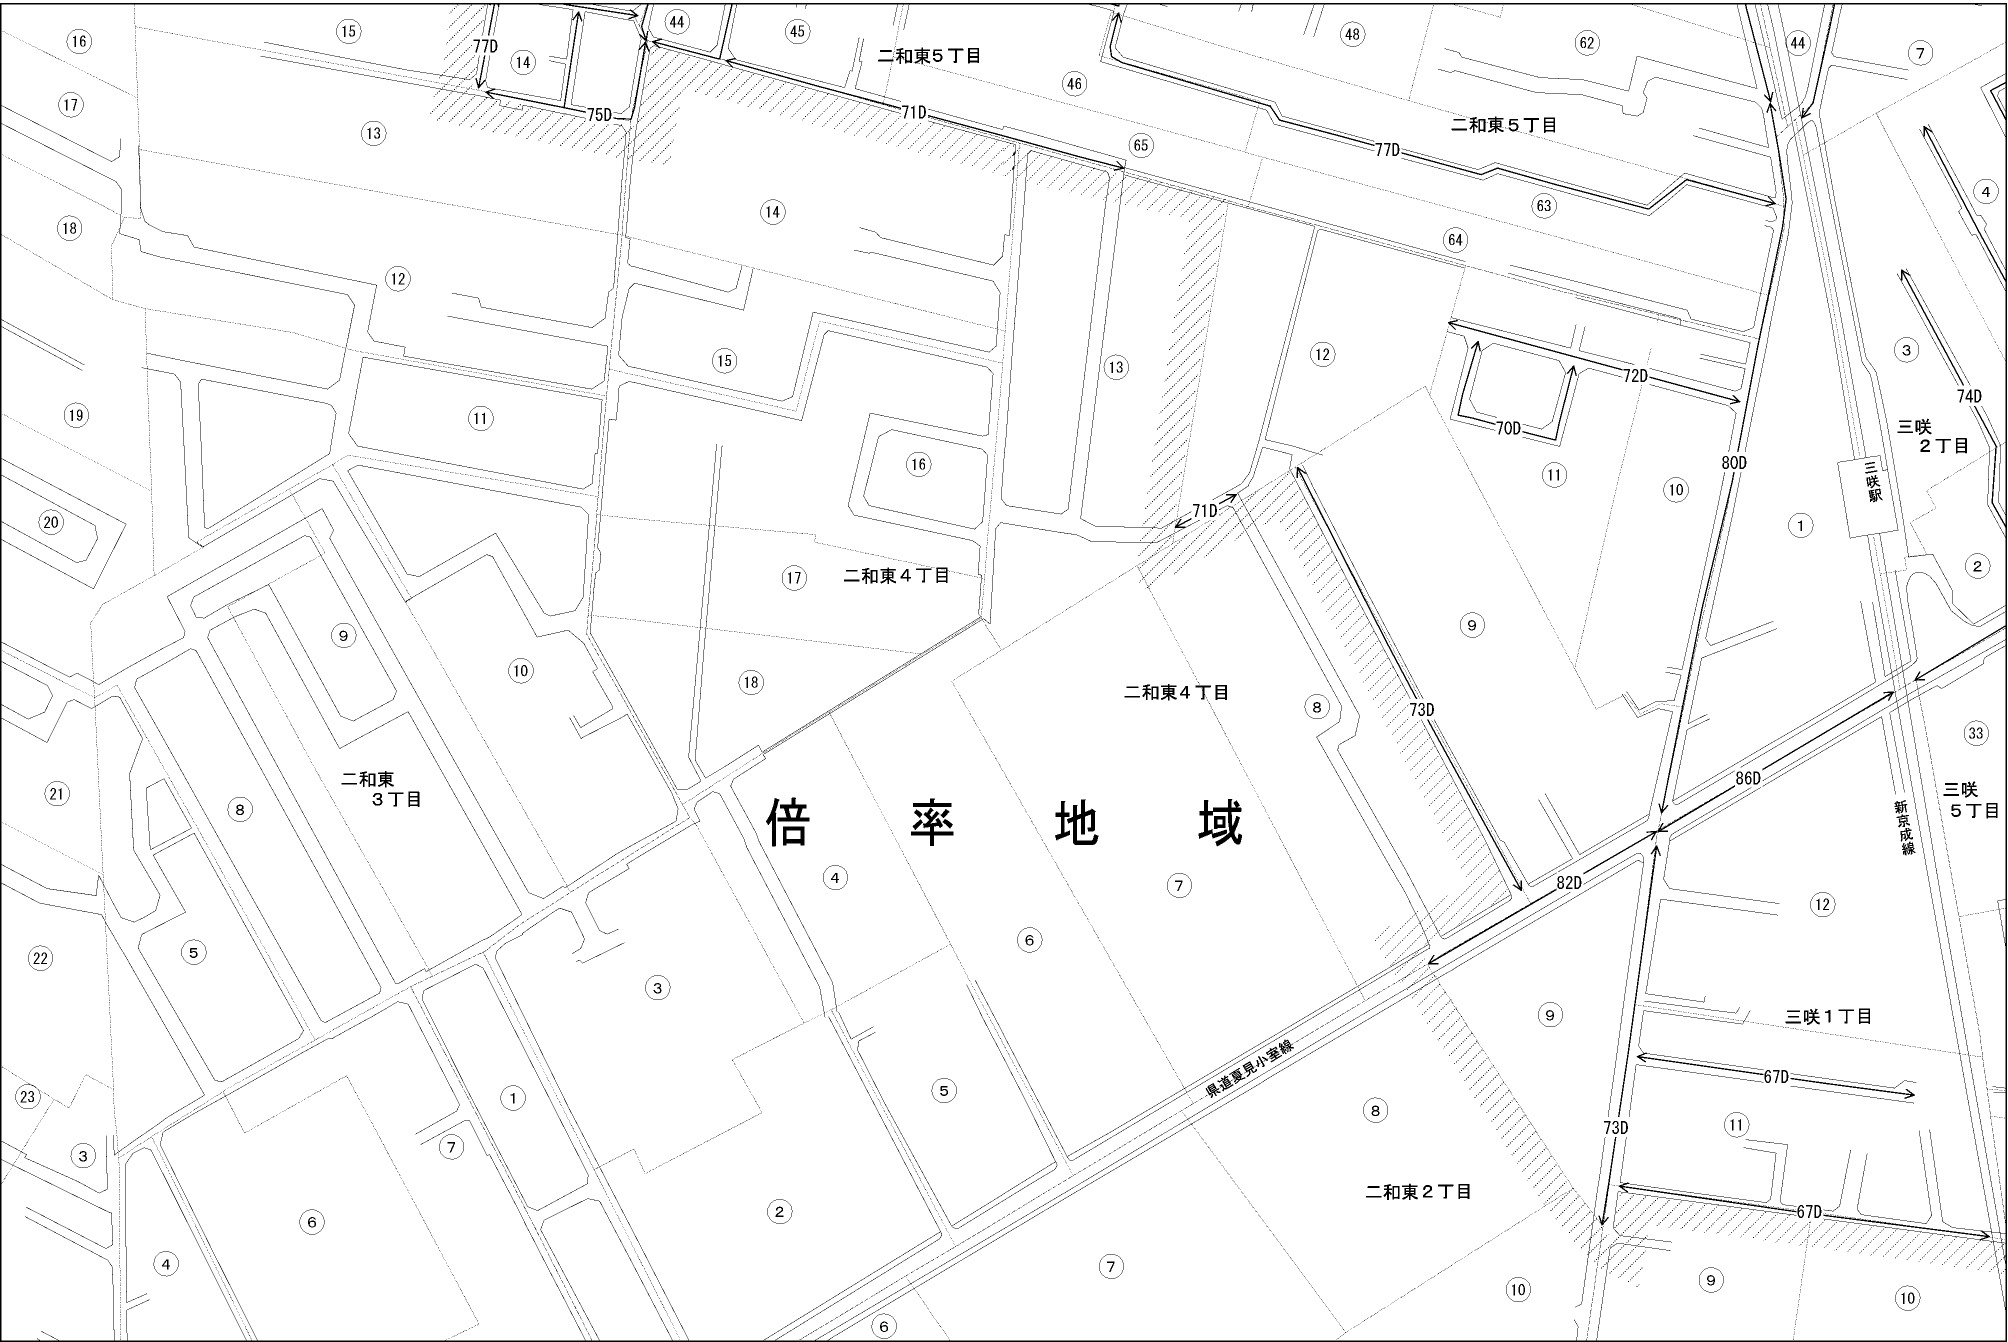 16
15
77D
14
44
45
二和東５丁目
48
62
44
7
17
13
75D
71D
46
65
77D
二和東５丁目
4
18
12
14
63
64
3
19
11
15
13
12
72D
70D
74D
三咲
２丁目
20
16
71D
11
10
80D
三咲駅
1
2
17
二和東４丁目
9
10
9
18
二和東４丁目
8
73D
33
21
8
二和東
３丁目
倍率地域
86D
三咲
５丁目
新京成線
4
7
82D
12
22
5
3
6
9
三咲１丁目
県道夏見小室線
67D
23
1
5
8
3
7
73D
11
6
2
二和東２丁目
67D
4
7
10
9
10
6